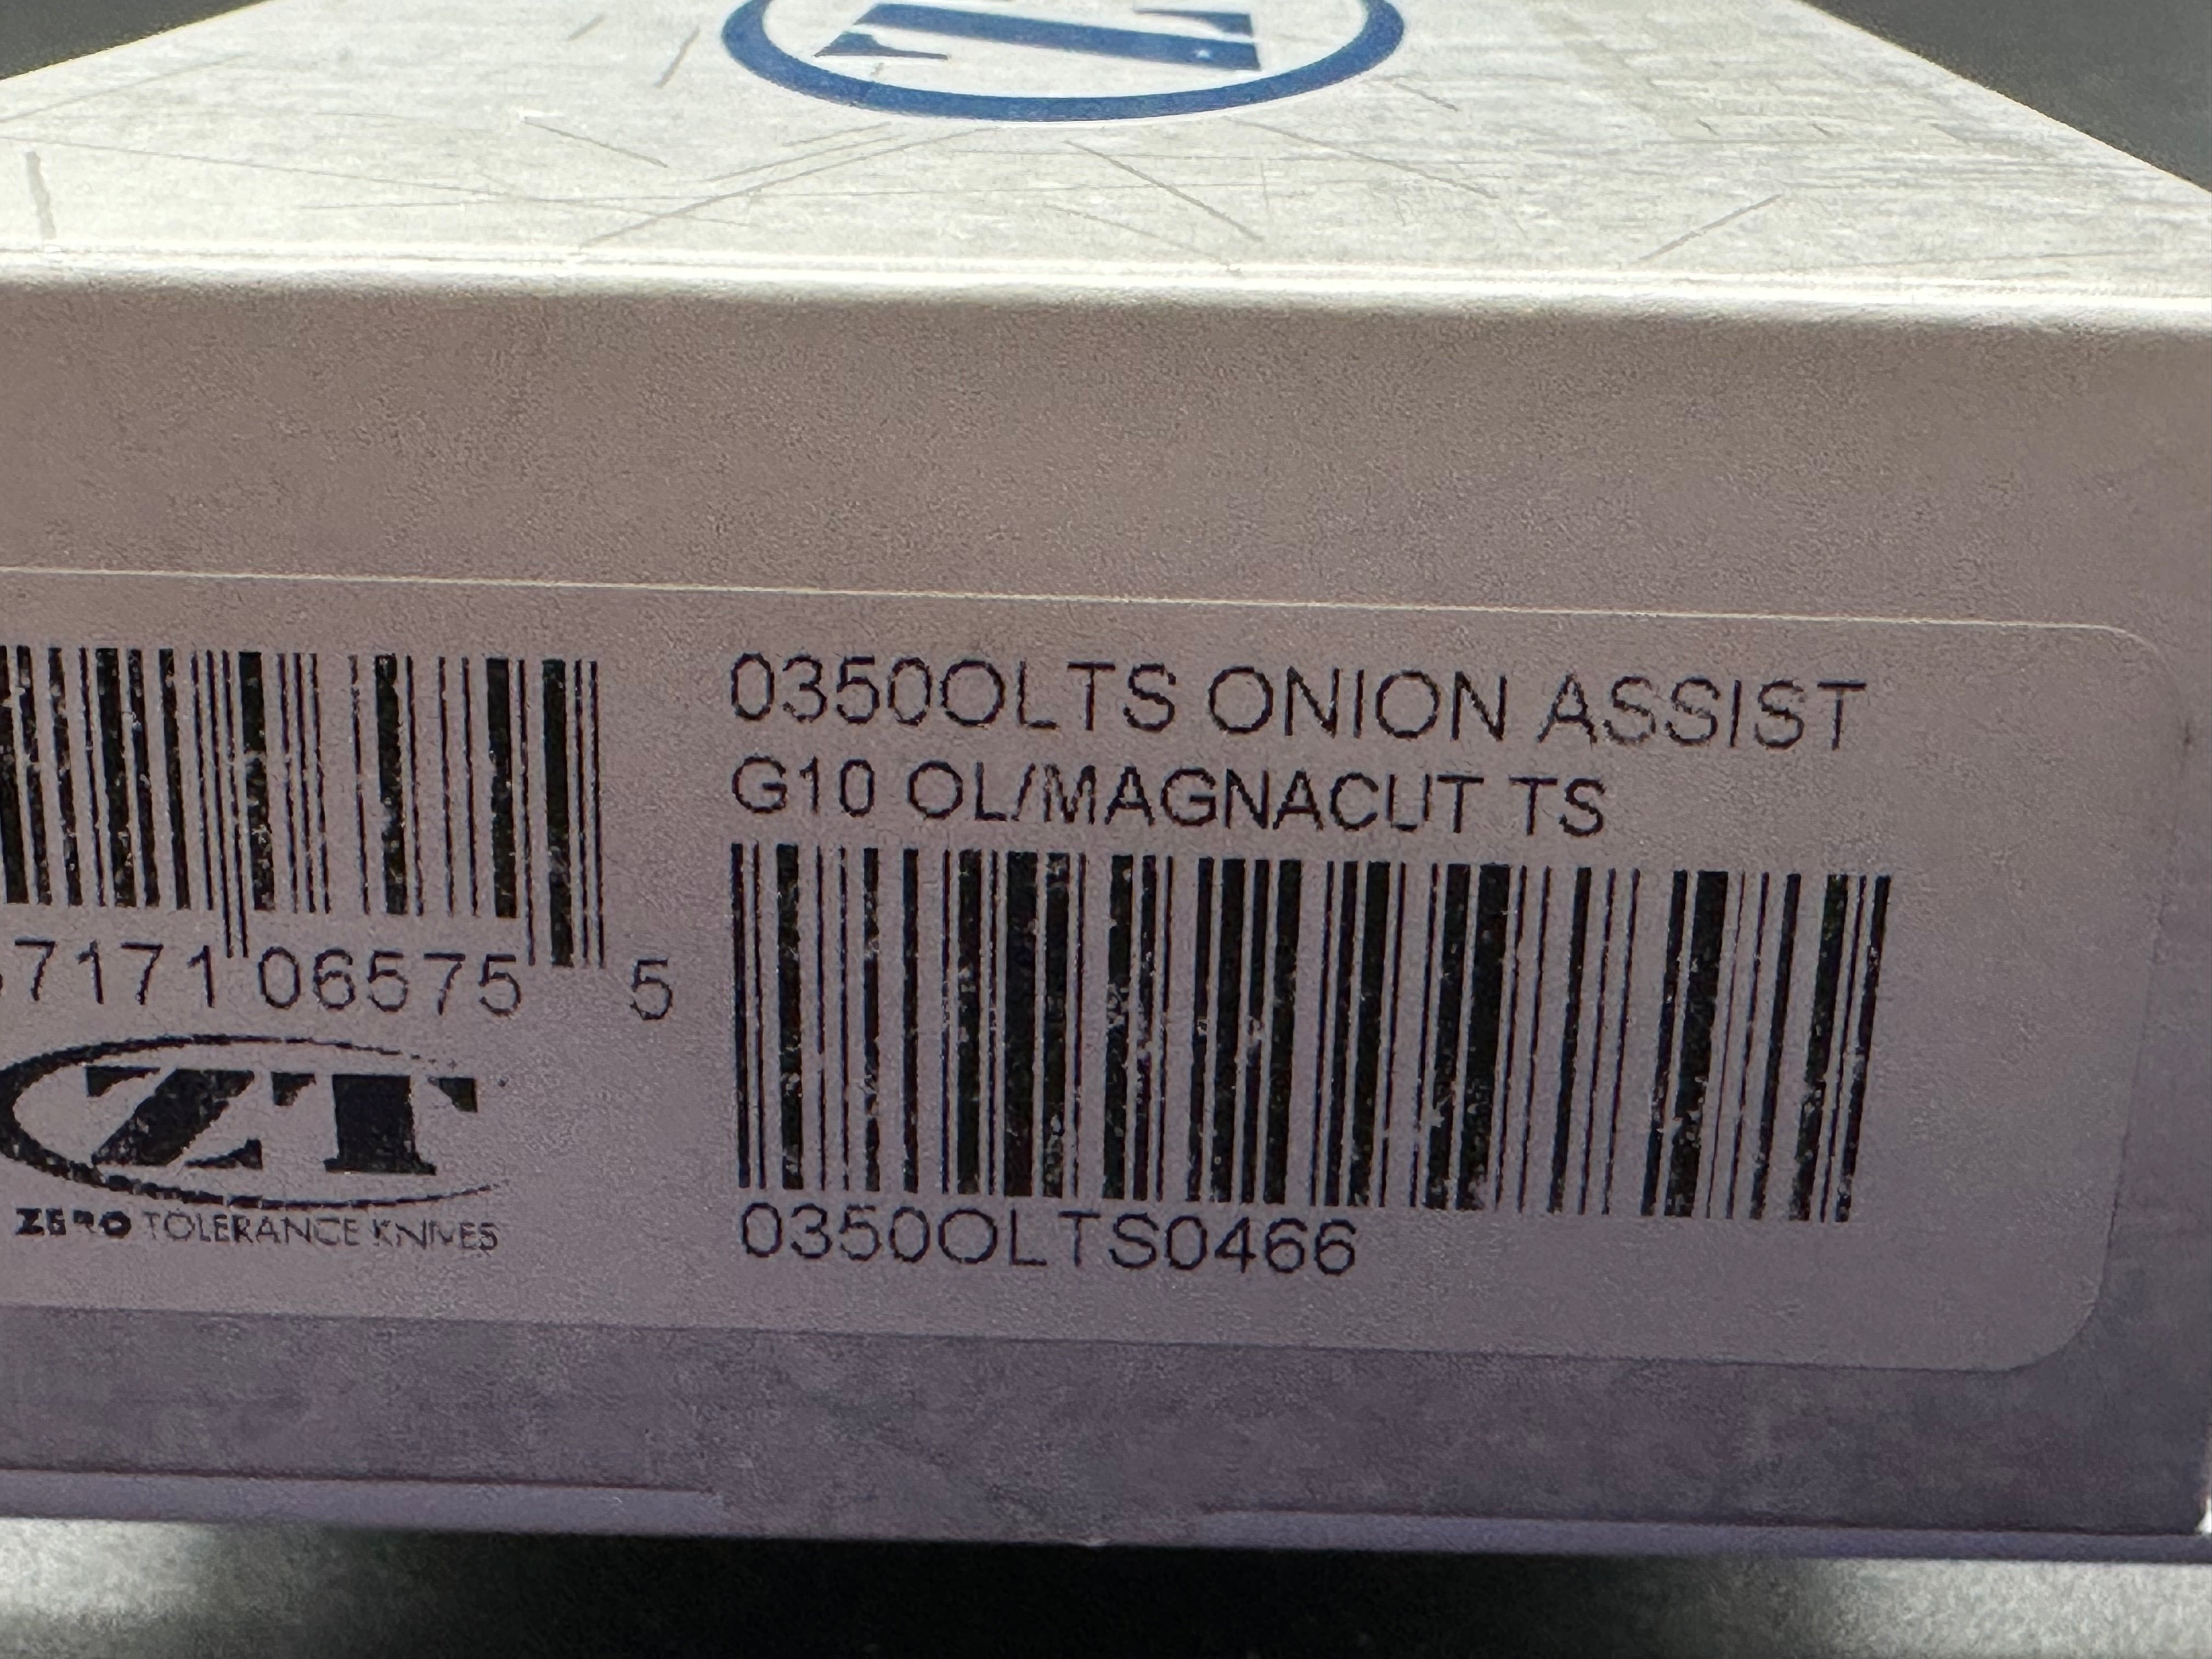 0350OLTS ONION ASSIST
G10 OL/MAGNACUT TS
7171 06575 5
0350OLTS0466
ZT
ZERO TOLERANCE KNIVES